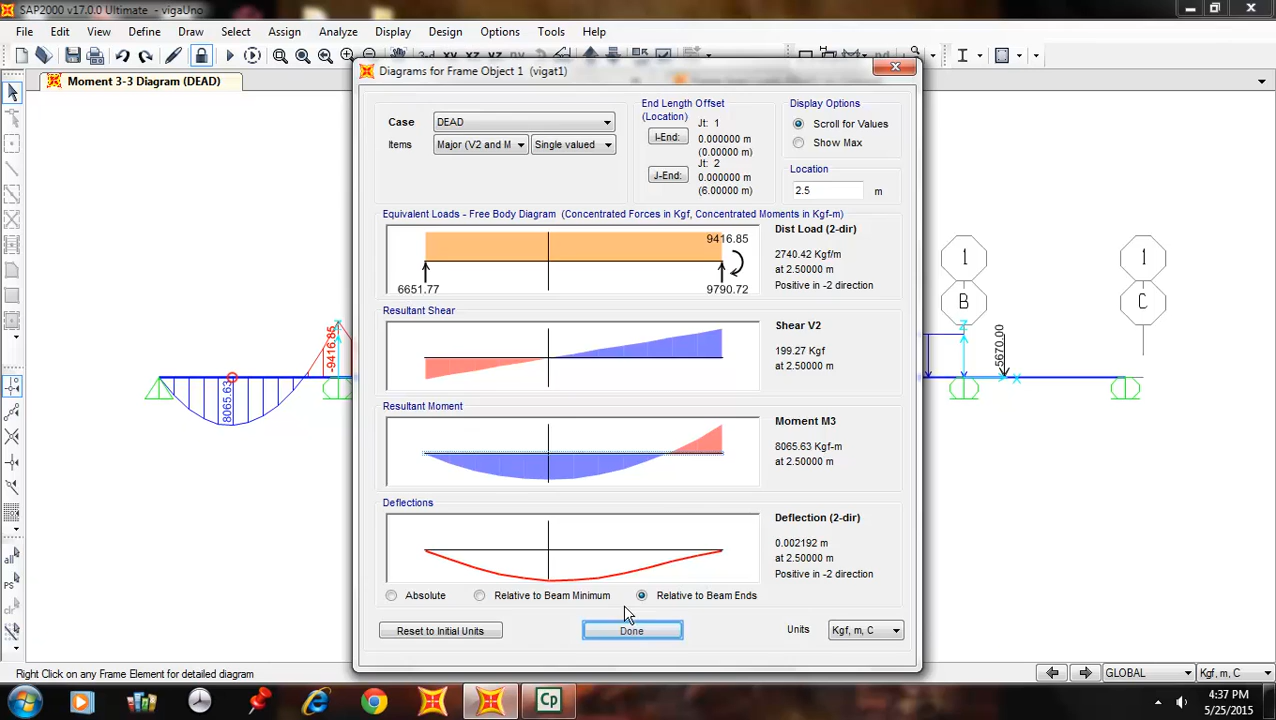 SAP2000 v17.0.0 Ultimate - vigaUno
File Edit View Define Draw Select Assign Analyze Display Design Options Tools Help
Moment 3-3 Diagram (DEAD)
Diagrams for Frame Object 1 (vigat1)
Case DEAD
Items Major (V2 and M Single valued
End Length Offset
(Location)
I-End:
Jt: 1
0.000000 m
(0.00000 m)
J-End:
Jt: 2
0.000000 m
(6.00000 m)
Display Options
Scroll for Values
Show Max
Location
2.5 m
Equivalent Loads - Free Body Diagram (Concentrated Forces in Kgf, Concentrated Moments in Kgf-m)
9416.85
6651.77
9790.72
Dist Load (2-dir)
2740.42 Kgf/m
at 2.50000 m
Positive in -2 direction
Resultant Shear
Shear V2
199.27 Kgf
at 2.50000 m
Resultant Moment
Moment M3
8065.63 Kgf-m
at 2.50000 m
Deflections
Deflection (2-dir)
0.002192 m
at 2.50000 m
Positive in -2 direction
Absolute Relative to Beam Minimum Relative to Beam Ends
Reset to Initial Units Done Units Kgf, m, C
-9416.85
8065.63
1 1
B C
5670.00
Z
X
all
PS
clr
Right Click on any Frame Element for detailed diagram
GLOBAL Kgf, m, C
Cp
4:37 PM
5/25/2015